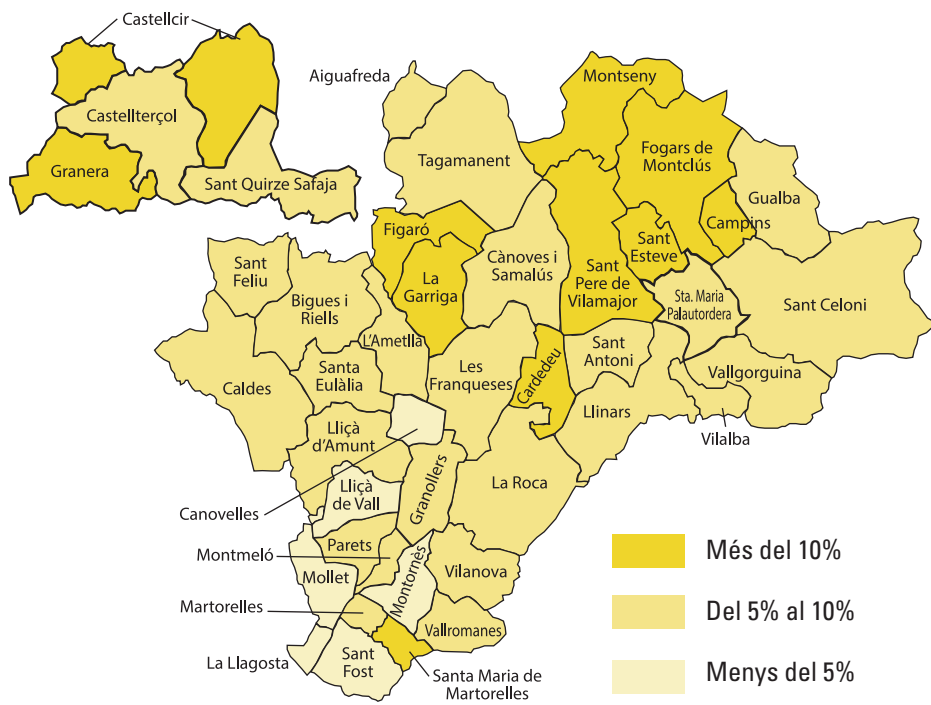 Castellcir
Aiguafreda
Montseny
Castellterçol
Fogars de
Montclús
Tagamanent
Granera
Sant Quirze Safaja
Gualba
Campins
Figaró
Sant
Esteve
Cànoves i
Samalús
Sant
Feliu
La
Garriga
Sant
Pere de
Vilamajor
Bigues i
Riells
Sta. Maria
Palautordera
Sant Celoni
L'Ametlla
Sant
Antoni
Les
Franqueses
Santa
Eulàlia
Cardedeu
Vallgorguina
Caldes
Llinars
Lliçà
d'Amunt
Vilalba
Granollers
La Roca
Lliçà
de Vall
Canovelles
Més del 10%
Parets
Montmeló
Montornès
Vilanova
Mollet
Martorelles
Del 5% al 10%
Vallromanes
La Llagosta
Sant
Fost
Santa Maria de
Martorelles
Menys del 5%